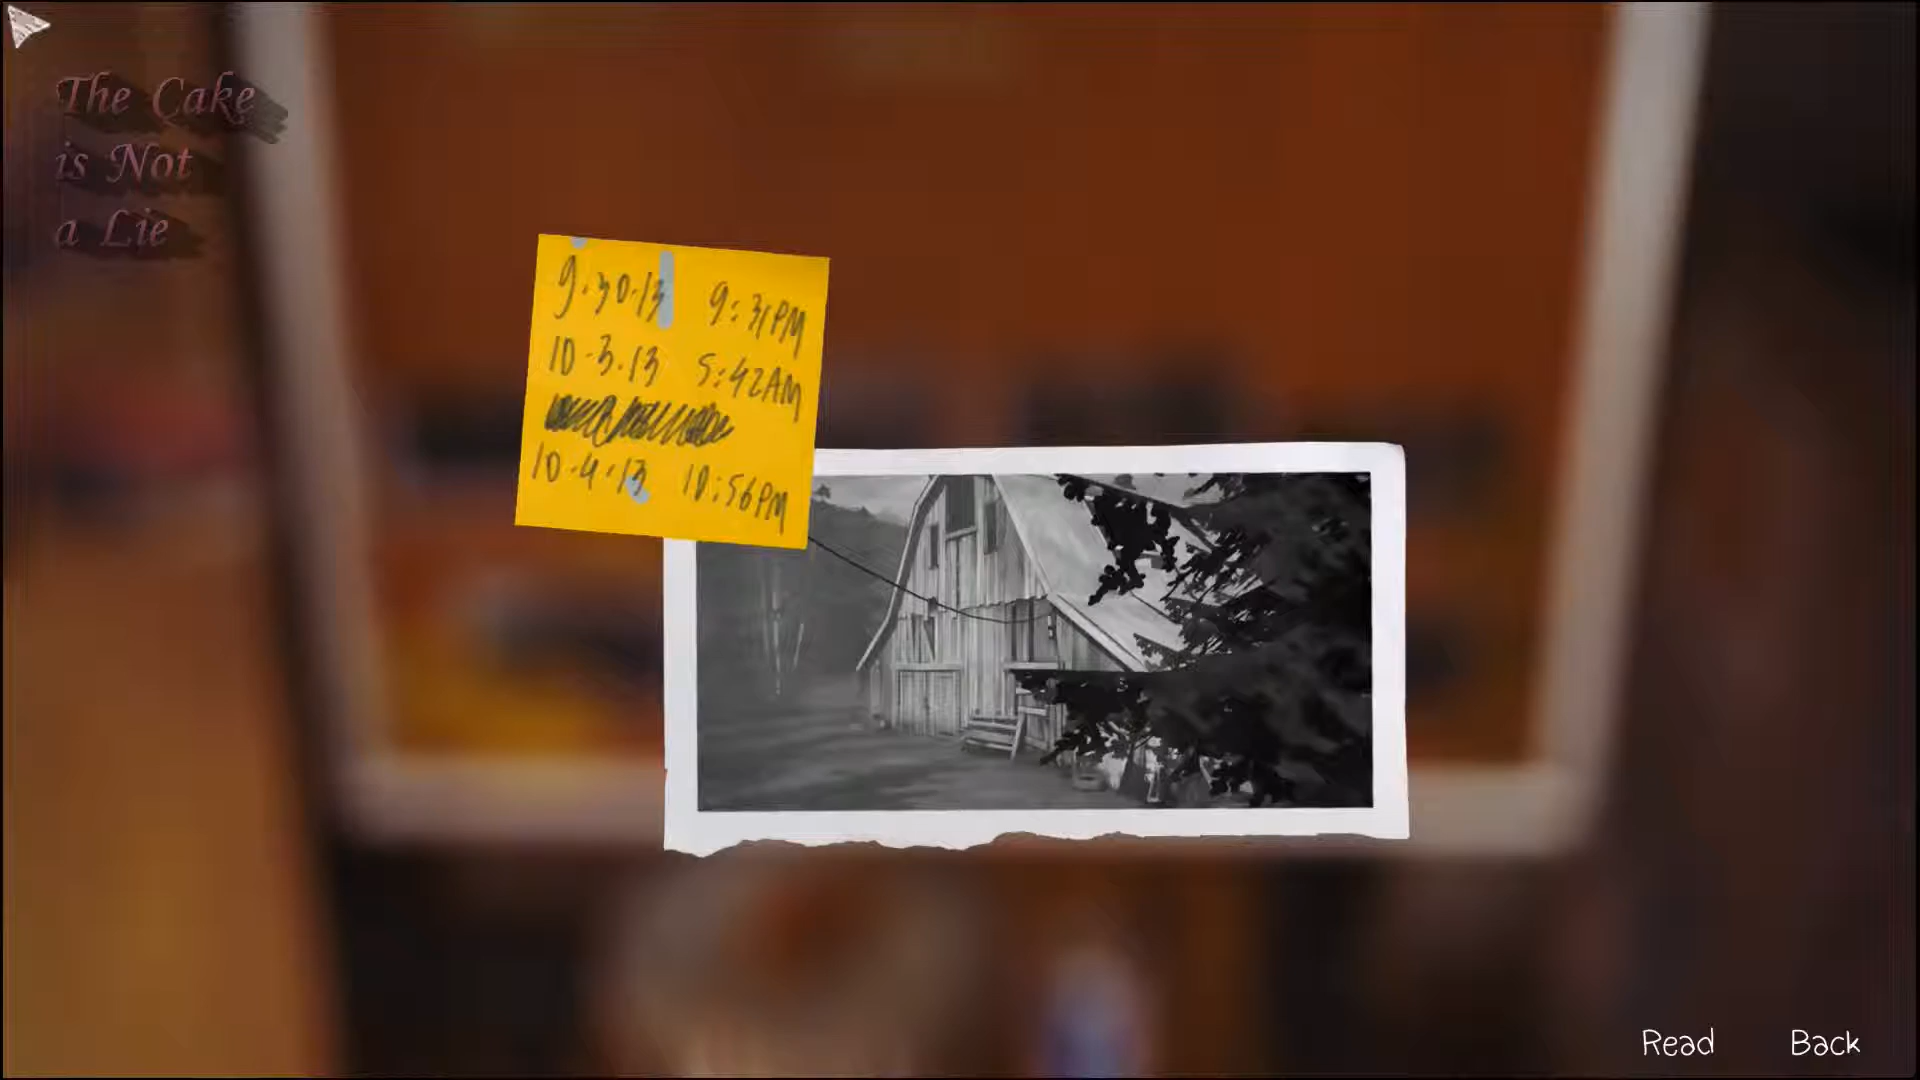 The Cake
is Not
a Lie
9.30.13 9:31PM
10.3.13 5:42AM
10.4.13 10:56PM
Read Back